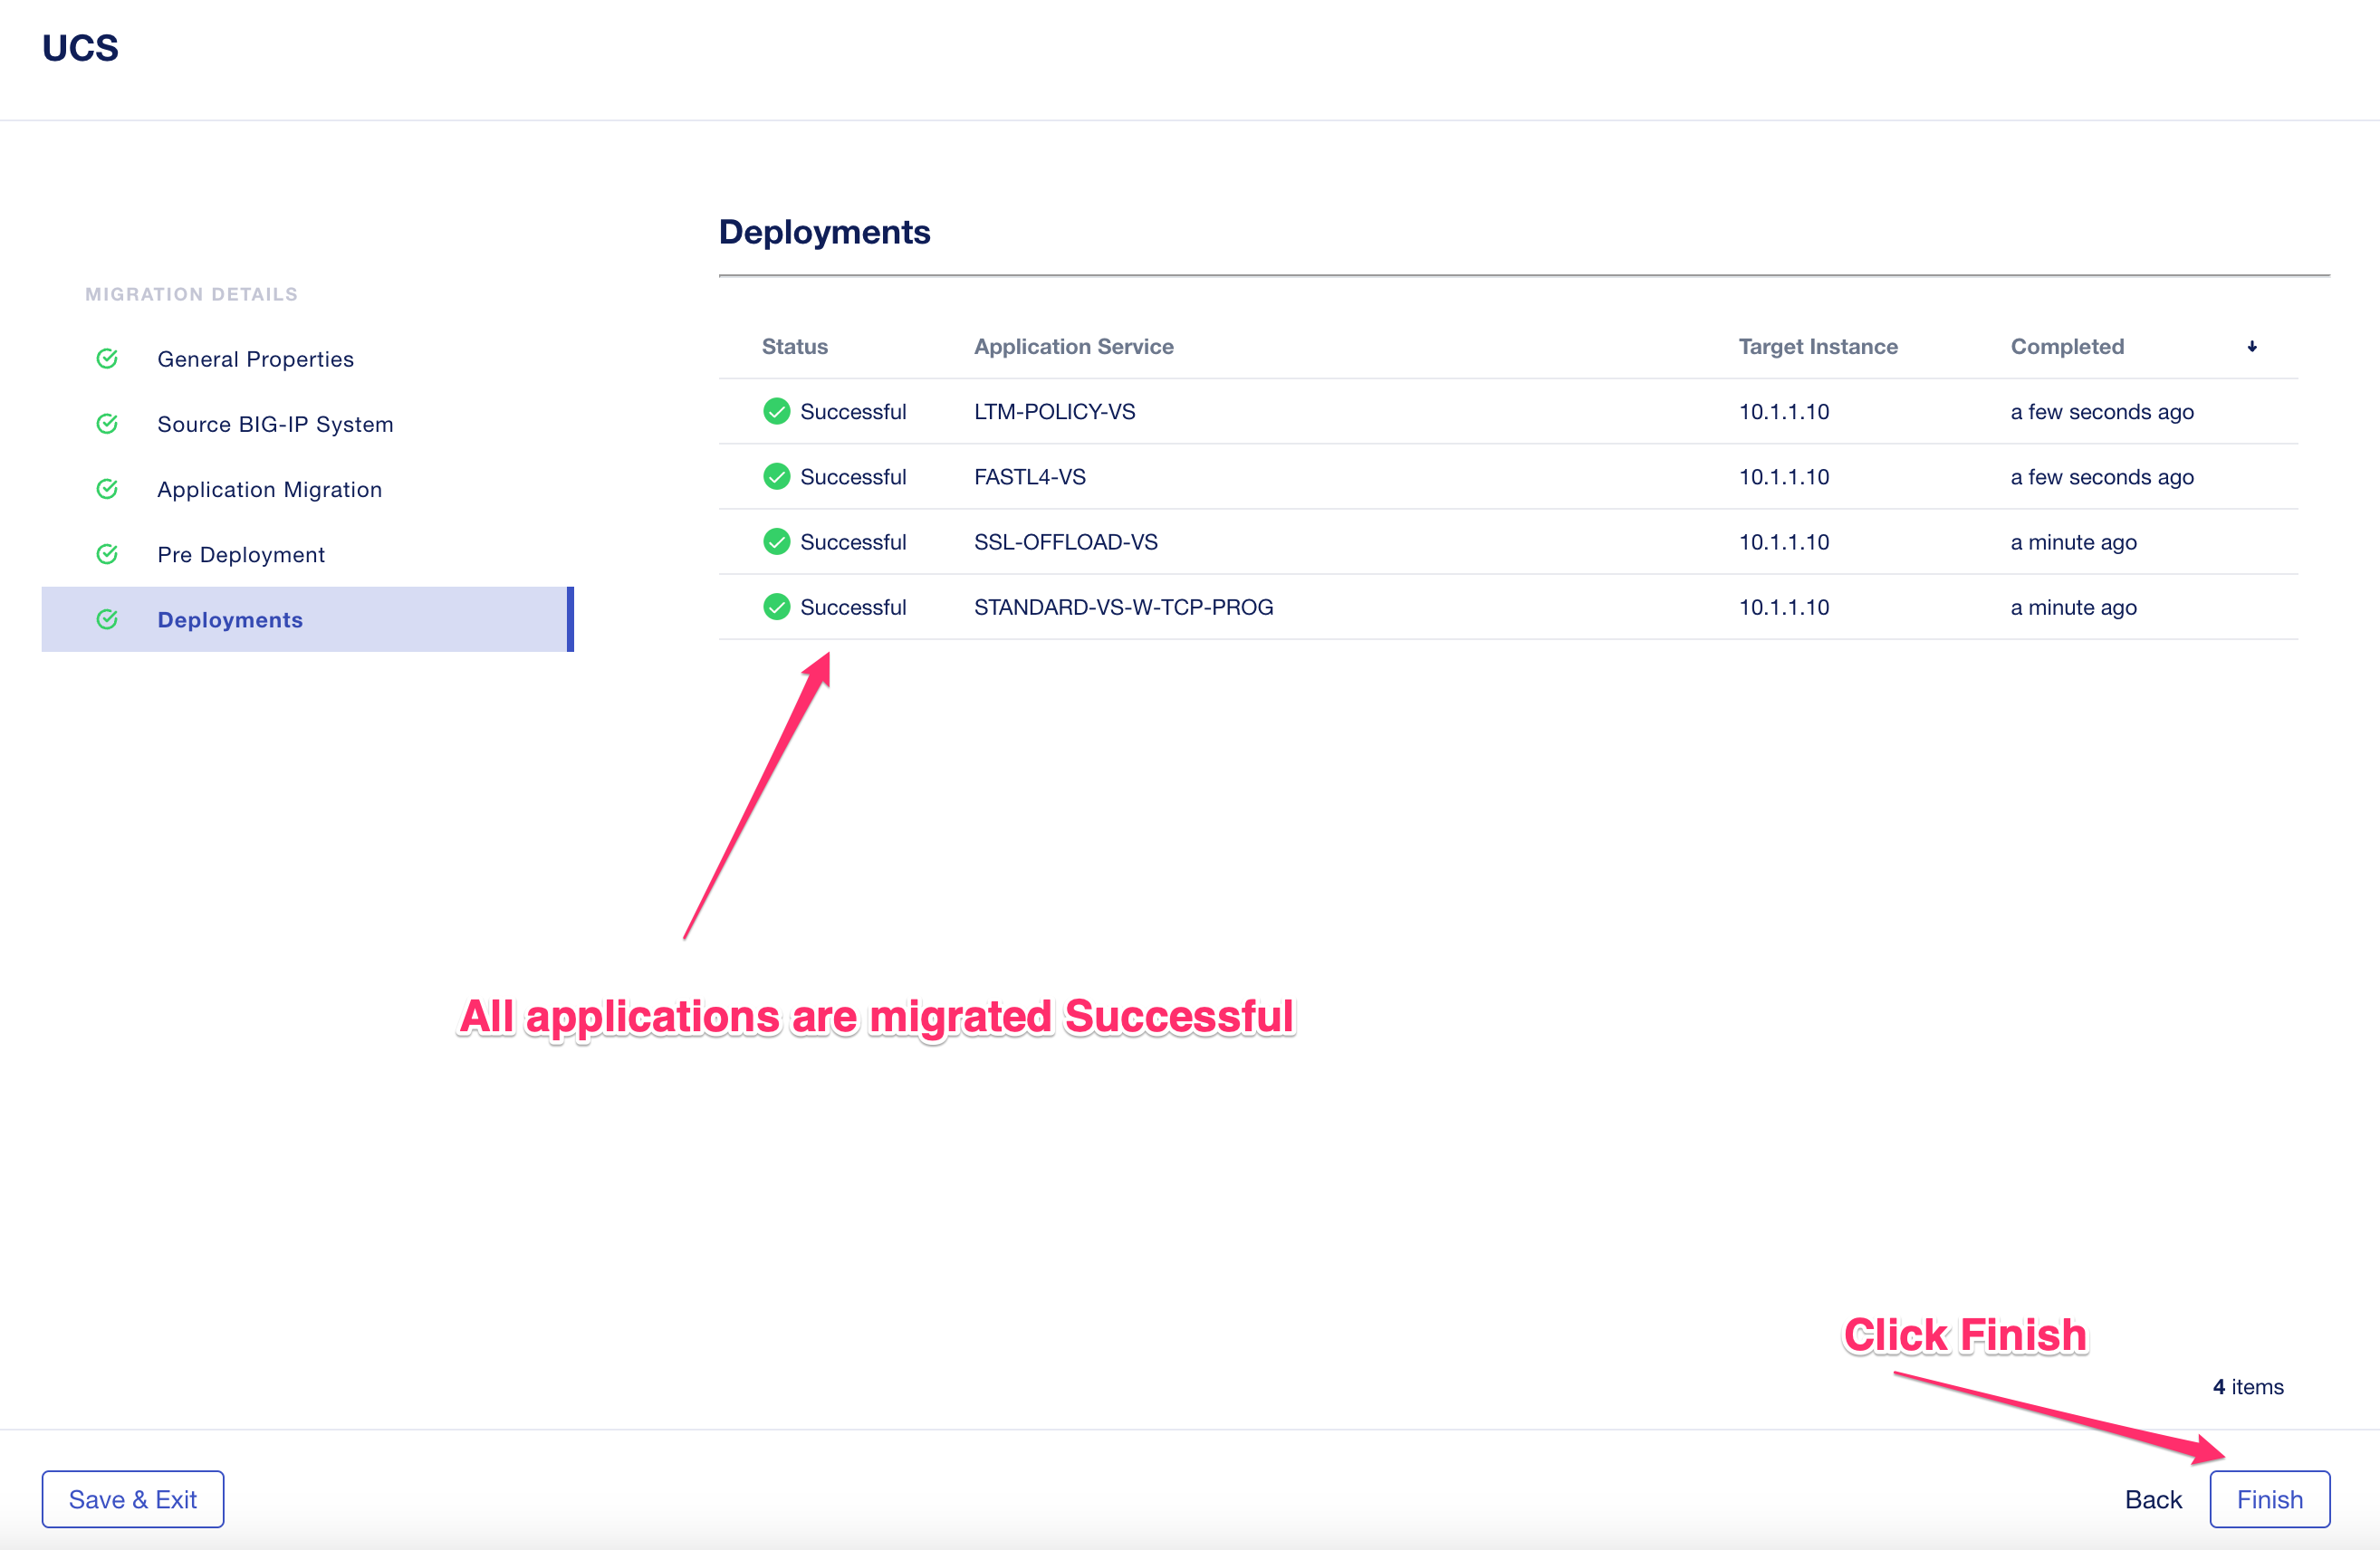 UCS
MIGRATION DETAILS
General Properties
Source BIG-IP System
Application Migration
Pre Deployment
Deployments
Deployments
Status Application Service Target Instance Completed
Successful LTM-POLICY-VS 10.1.1.10 a few seconds ago
Successful FASTL4-VS 10.1.1.10 a few seconds ago
Successful SSL-OFFLOAD-VS 10.1.1.10 a minute ago
Successful STANDARD-VS-W-TCP-PROG 10.1.1.10 a minute ago
All applications are migrated Successful
Click Finish
4 items
Save & Exit
Back
Finish